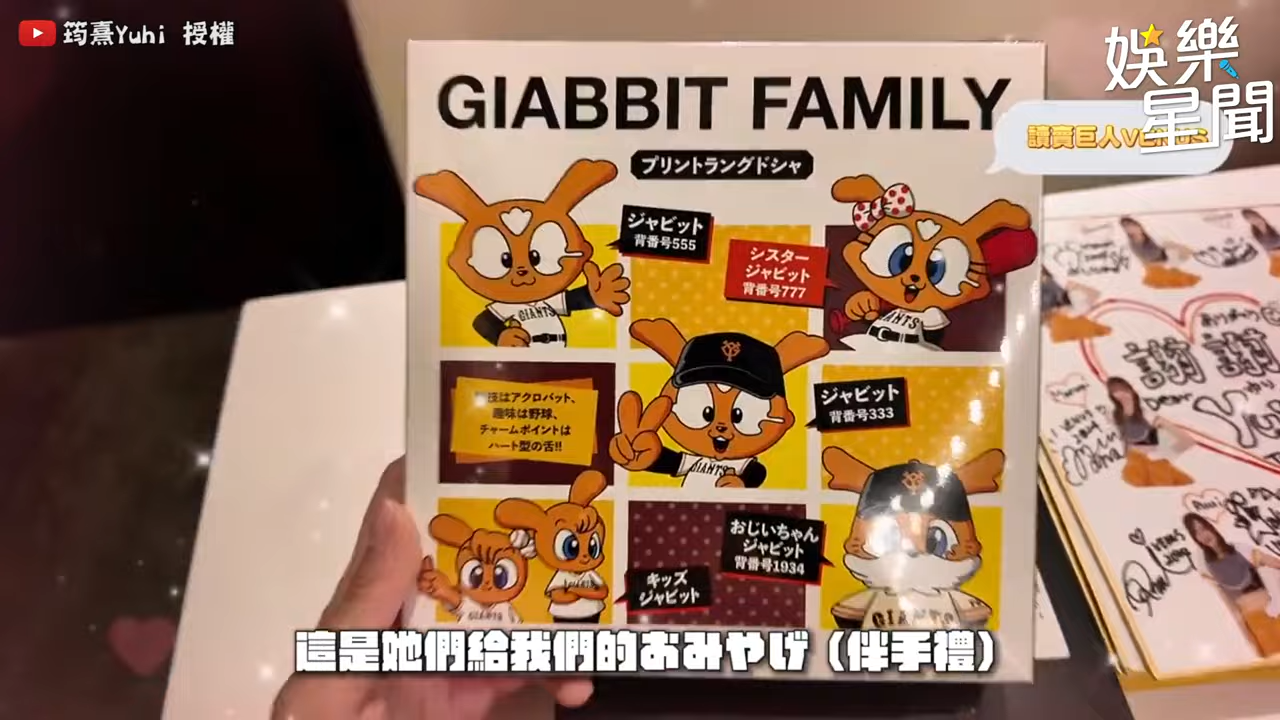 筠熹Yuhi 授權
娛樂
星聞
讀賣巨人
GIABBIT FAMILY
プリントラングドシャ
ジャビット
背番号555
シスター
ジャビット
背番号777
GIANTS
ジャビット
背番号333
はアクロバット、
趣味は野球、
チャームポイントは
ハート型の舌!!
GIANTS
おじいちゃん
ジャビット
背番号1934
キッズ
ジャビット
GIANTS
GIANTS
謝謝
這是她們給我們的おみやげ(伴手禮)